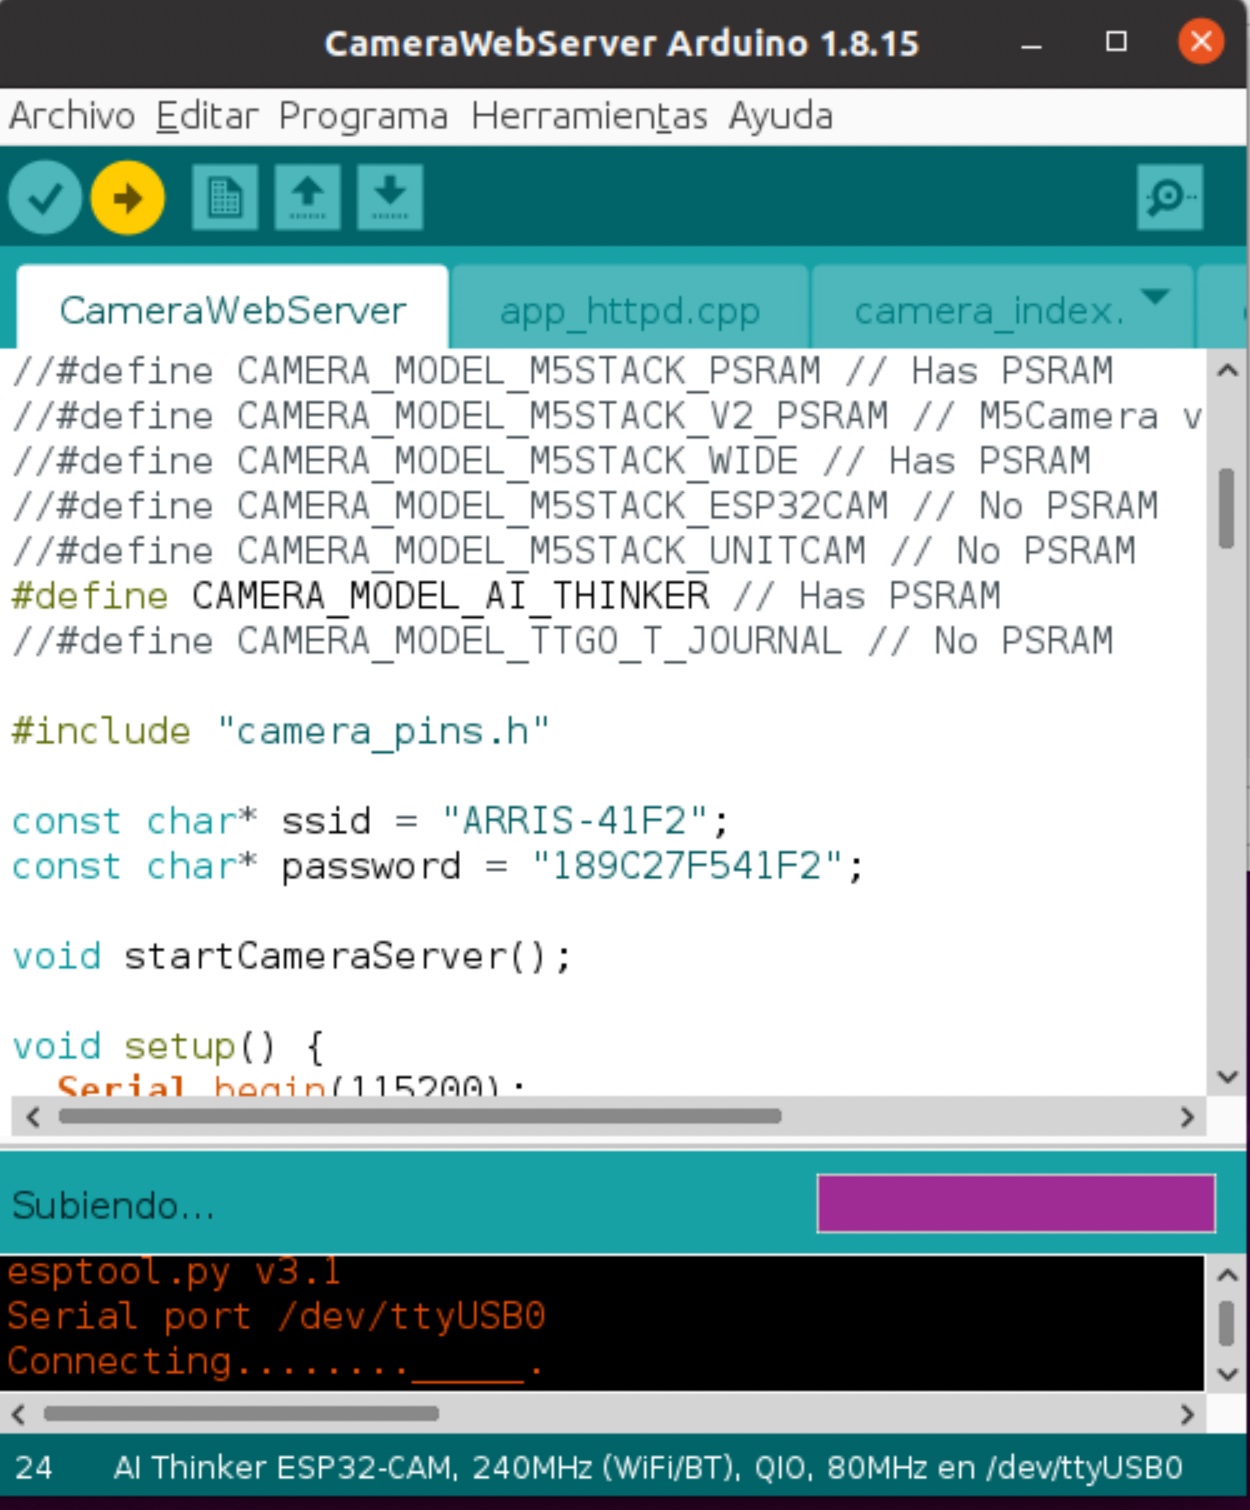 CameraWebServer Arduino 1.8.15
Archivo Editar Programa Herramientas Ayuda
CameraWebServer app_httpd.cpp camera_index.
//#define CAMERA_MODEL_M5STACK_PSRAM // Has PSRAM
//#define CAMERA_MODEL_M5STACK_V2_PSRAM // M5Camera v
//#define CAMERA_MODEL_M5STACK_WIDE // Has PSRAM
//#define CAMERA_MODEL_M5STACK_ESP32CAM // No PSRAM
//#define CAMERA_MODEL_M5STACK_UNITCAM // No PSRAM
#define CAMERA_MODEL_AI_THINKER // Has PSRAM
//#define CAMERA_MODEL_TTGO_T_JOURNAL // No PSRAM
#include "camera_pins.h"
const char* ssid = "ARRIS-41F2";
const char* password = "189C27F541F2";
void startCameraServer();
void setup() {
Serial.begin(115200);
Subiendo...
esptool.py v3.1
Serial port /dev/ttyUSB0
Connecting........_____.
24 AI Thinker ESP32-CAM, 240MHz (WiFi/BT), QIO, 80MHz en /dev/ttyUSB0